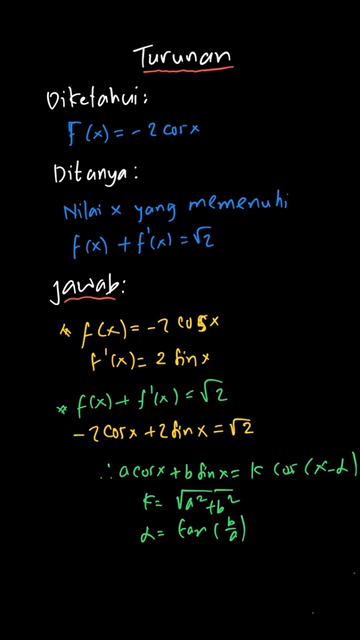 Turunan
Diketahui:
F(x) = -2 cos x
Ditanya:
Nilai x yang memenuhi
f(x) + f'(x) = √2
Jawab:
* f(x) = -2 cos x
f'(x) = 2 sin x
* f(x) + f'(x) = √2
-2 cos x + 2 sin x = √2
∴ a cos x + b sin x = k cos (x - α)
k = √a² + b²
α = tan (b/a)